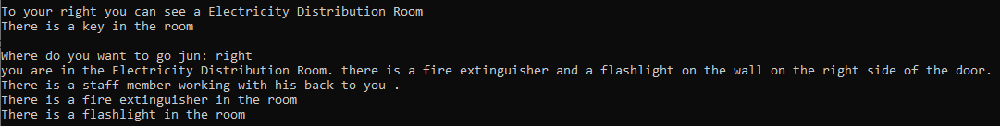 To your right you can see a Electricity Distribution Room
There is a key in the room
Where do you want to go jun: right
you are in the Electricity Distribution Room. there is a fire extinguisher and a flashlight on the wall on the right side of the door.
There is a staff member working with his back to you .
There is a fire extinguisher in the room
There is a flashlight in the room